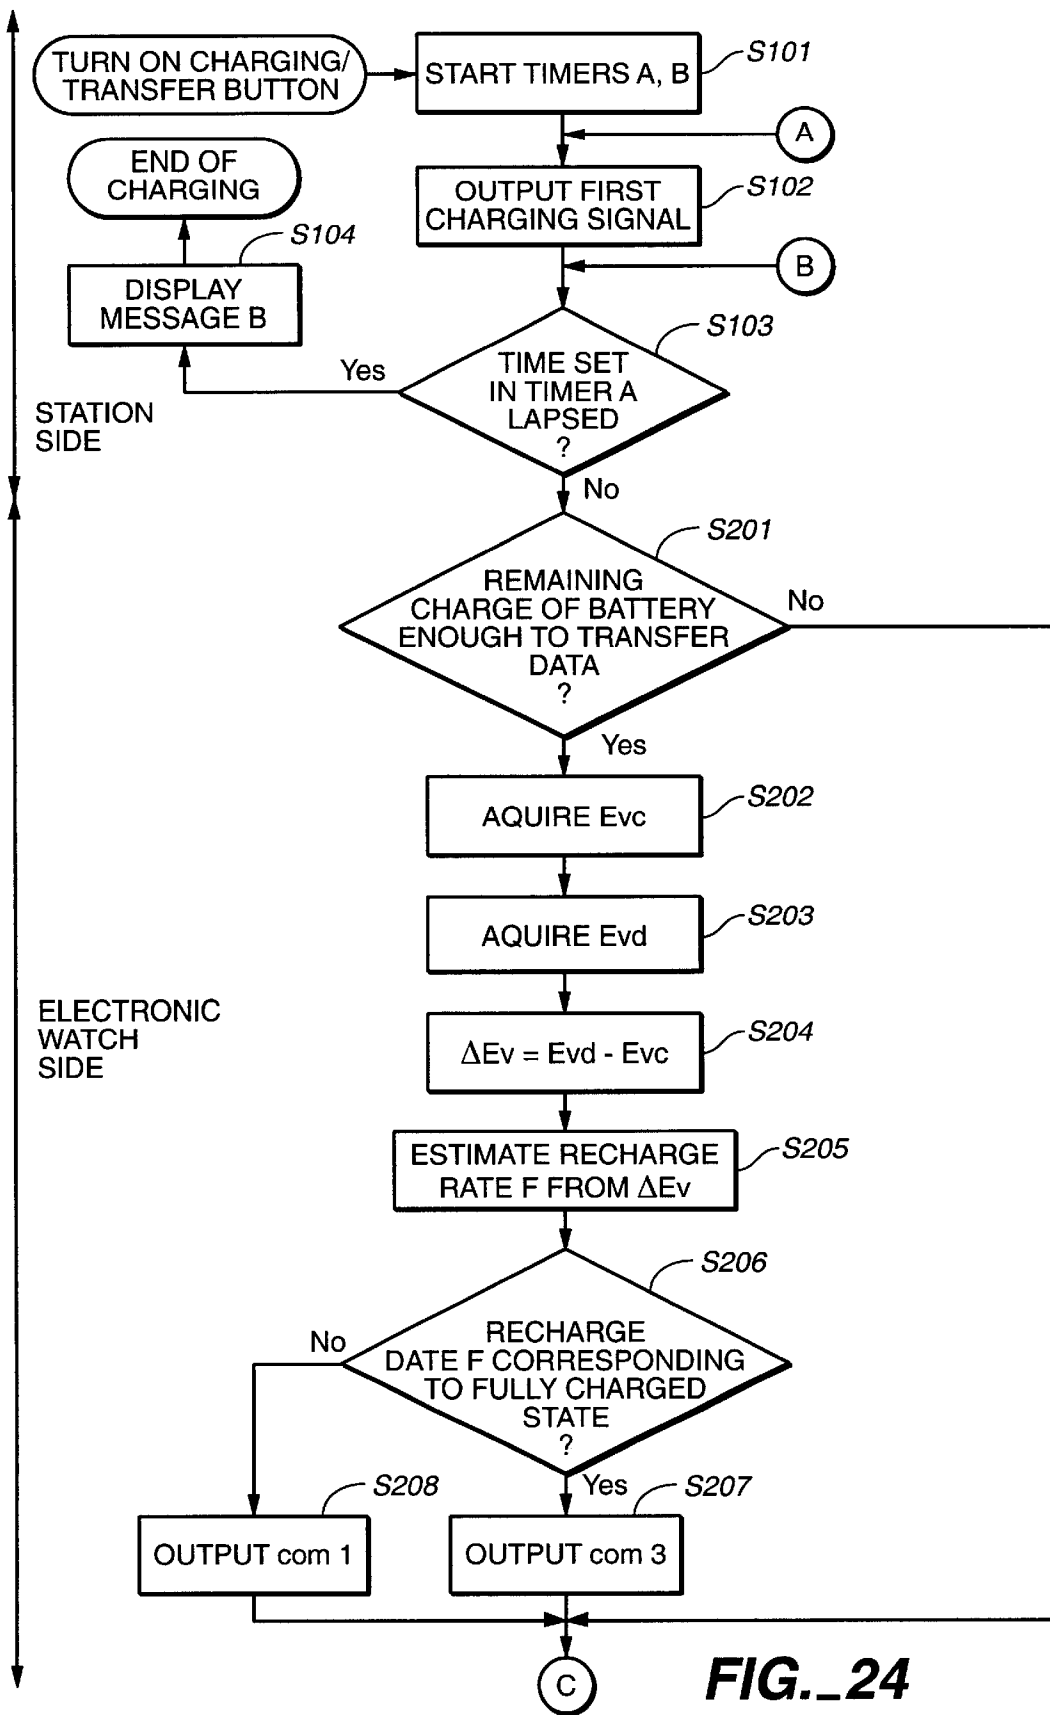 TURN ON CHARGING/
TRANSFER BUTTON
START TIMERS A, B
S101
A
END OF
CHARGING
OUTPUT FIRST
CHARGING SIGNAL
S102
S104
B
DISPLAY
MESSAGE B
S103
Yes
TIME SET
IN TIMER A
LAPSED
?
STATION
SIDE
No
S201
REMAINING
CHARGE OF BATTERY
ENOUGH TO TRANSFER
DATA
?
No
Yes
AQUIRE Evc
S202
AQUIRE Evd
S203
ELECTRONIC
WATCH
SIDE
ΔEv = Evd - Evc
S204
ESTIMATE RECHARGE
RATE F FROM ΔEv
S205
S206
No
RECHARGE
DATE F CORRESPONDING
TO FULLY CHARGED
STATE
?
Yes
S208
S207
OUTPUT com 1
OUTPUT com 3
C
FIG._24